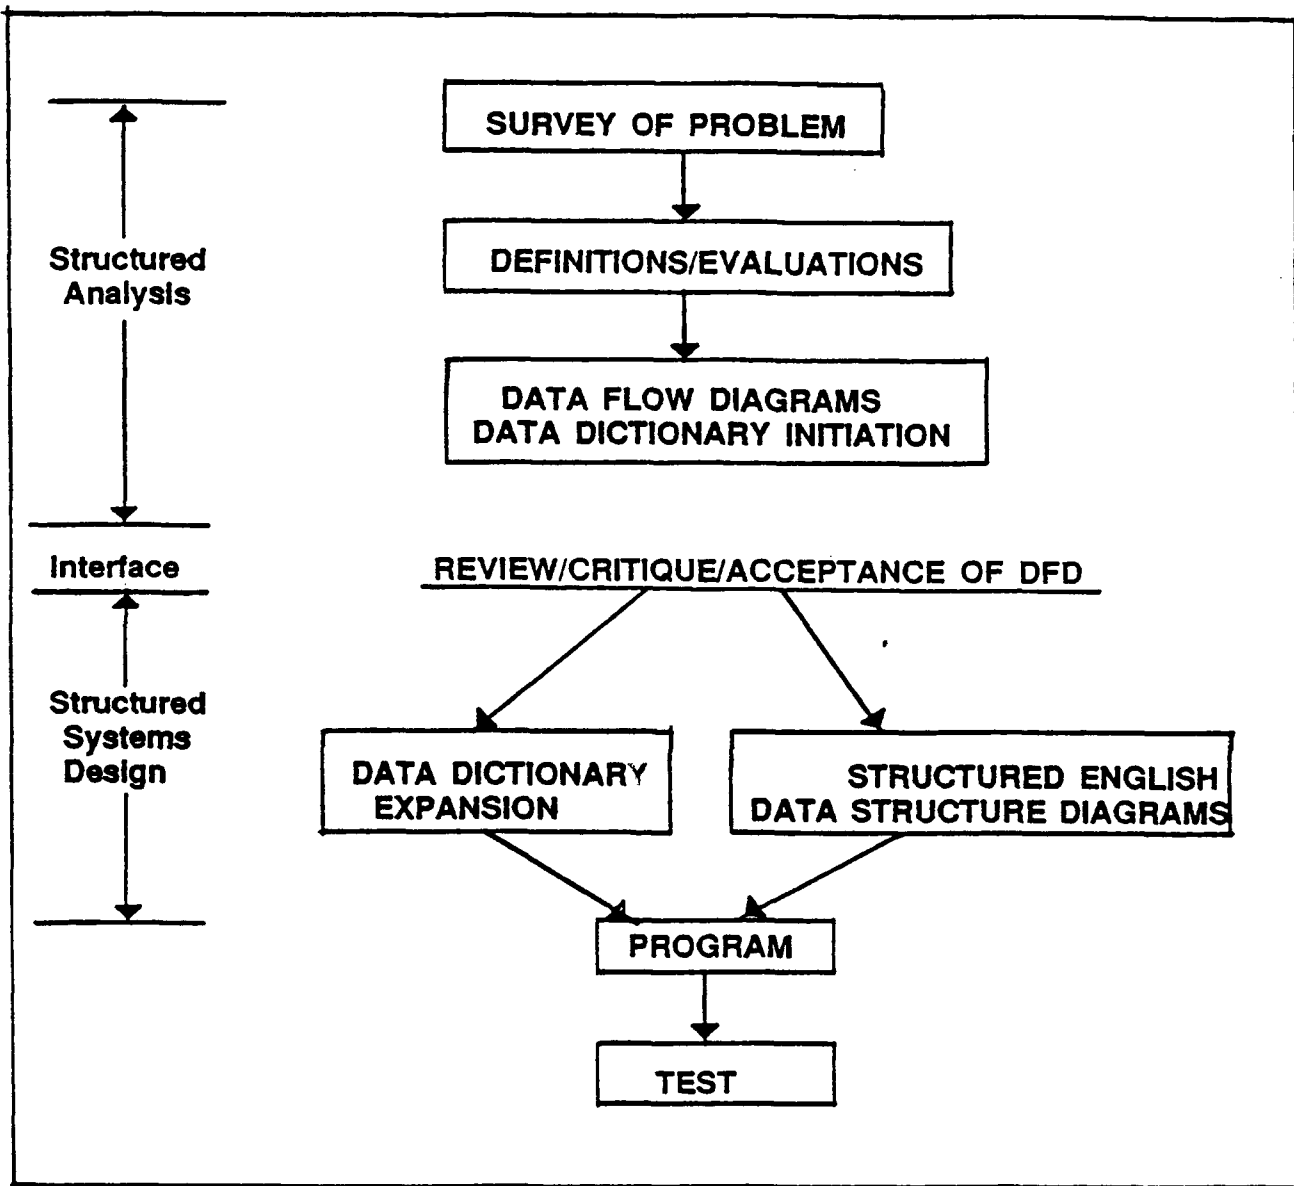 SURVEY OF PROBLEM
DEFINITIONS/EVALUATIONS
Structured
Analysis
DATA FLOW DIAGRAMS
DATA DICTIONARY INITIATION
Interface
REVIEW/CRITIQUE/ACCEPTANCE OF DFD
Structured
Systems
Design
DATA DICTIONARY
EXPANSION
STRUCTURED ENGLISH
DATA STRUCTURE DIAGRAMS
PROGRAM
TEST